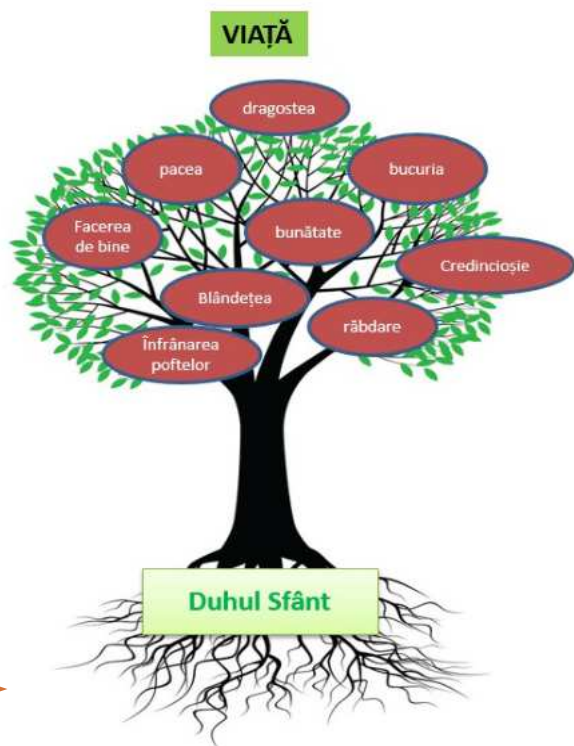 VIAȚĂ
dragostea
pacea
bucuria
Facerea
de bine
bunătate
Credincioșie
Blândețea
răbdare
Înfrânarea
poftelor
Duhul Sfânt